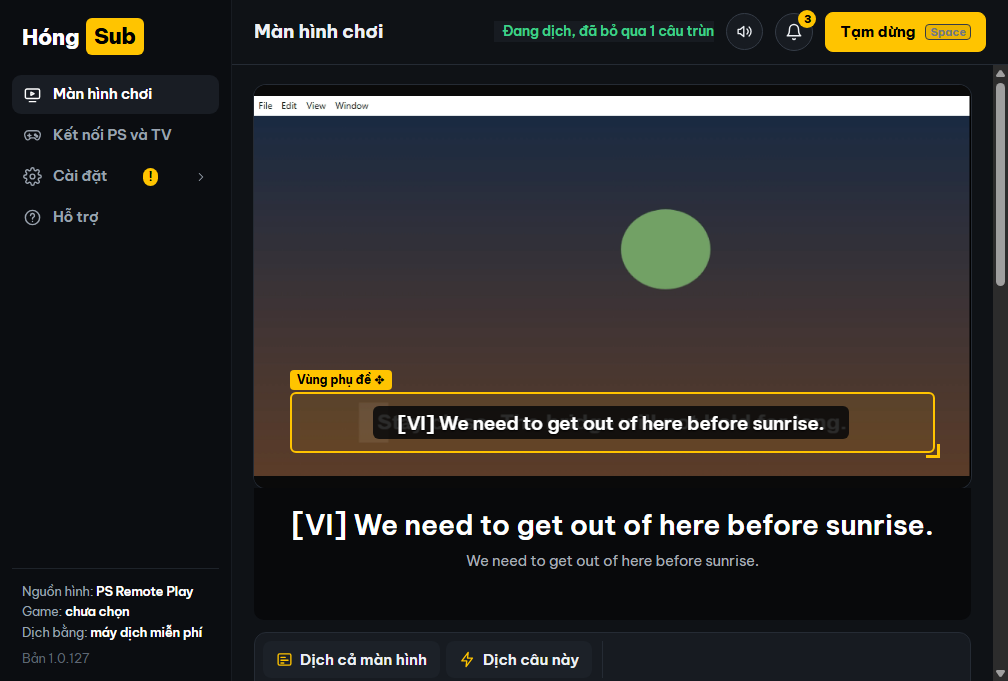 Hóng Sub
Màn hình chơi
Kết nối PS và TV
Cài đặt !
Hỗ trợ
Nguồn hình: PS Remote Play
Game: chưa chọn
Dịch bằng: máy dịch miễn phí
Bản 1.0.127
Màn hình chơi
Đang dịch, đã bỏ qua 1 câu trùn
3
Tạm dừng Space
File Edit View Window
Vùng phụ đề
[VI] We need to get out of here before sunrise.
[VI] We need to get out of here before sunrise.
We need to get out of here before sunrise.
Dịch cả màn hình
Dịch câu này